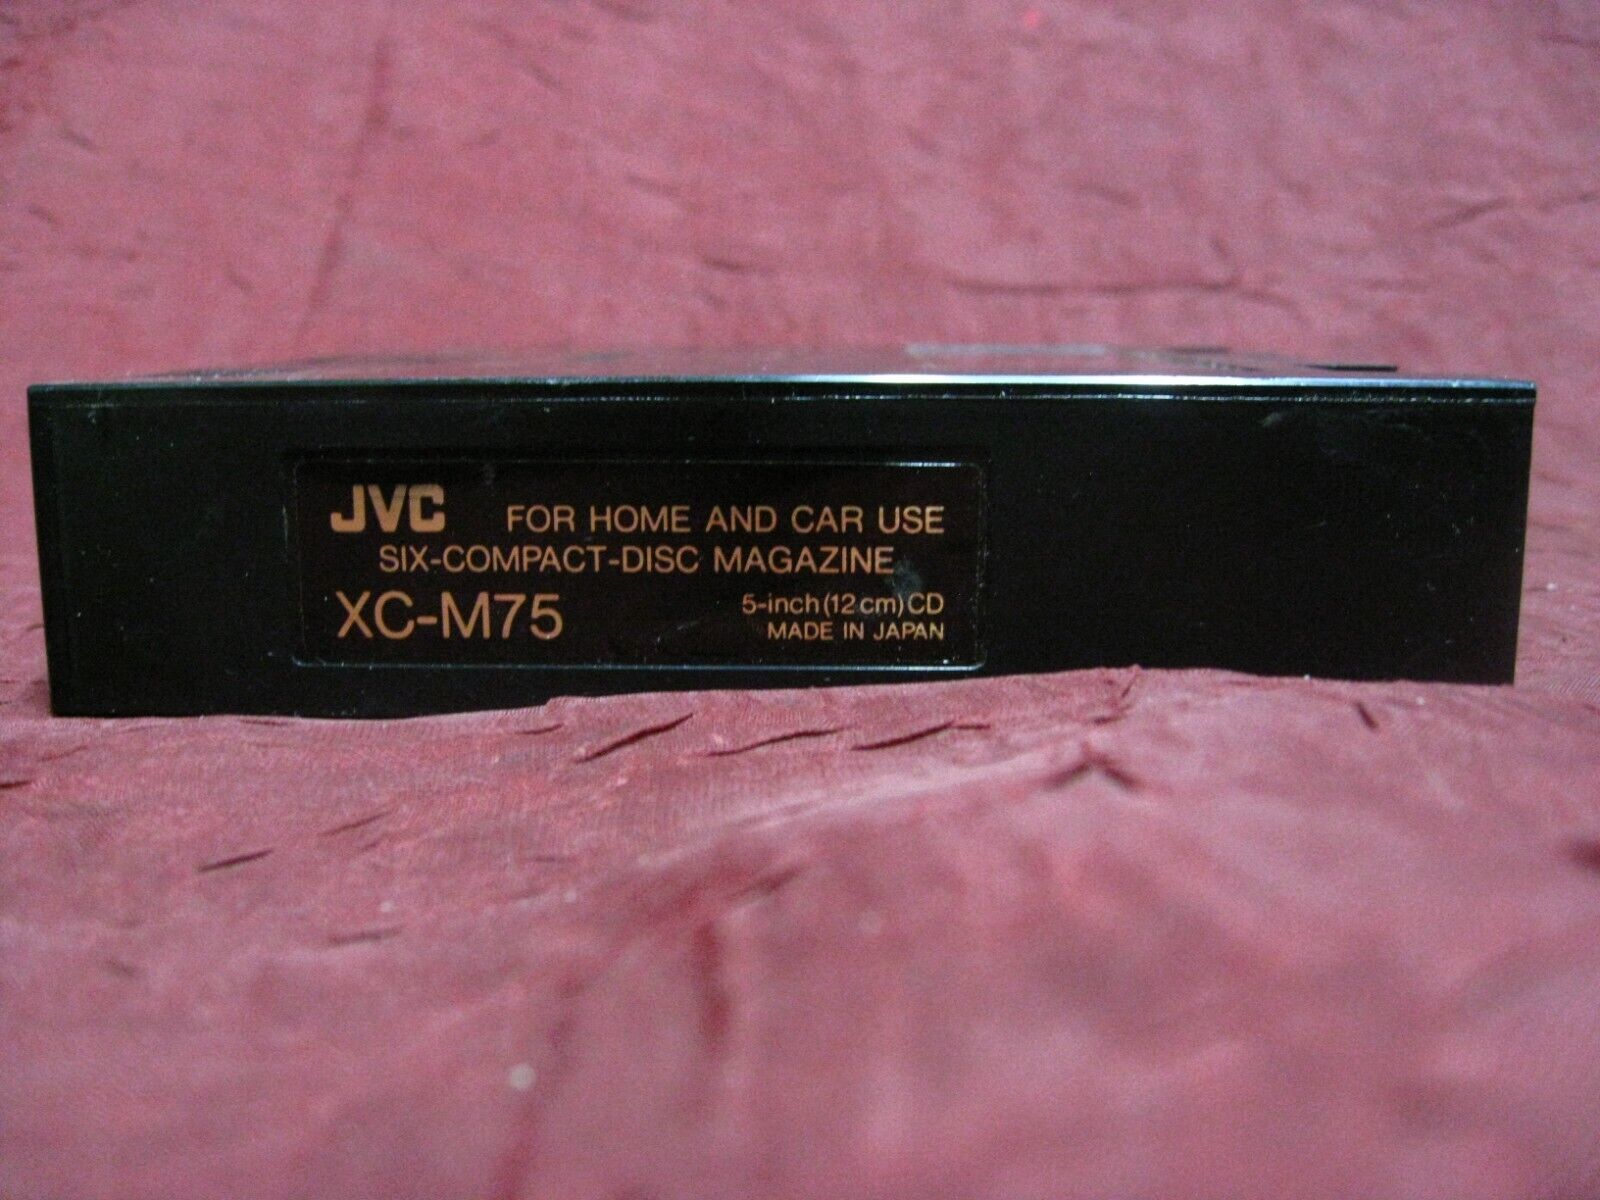 JVC FOR HOME AND CAR USE
SIX-COMPACT-DISC MAGAZINE
XC-M75 5-inch (12 cm) CD
MADE IN JAPAN